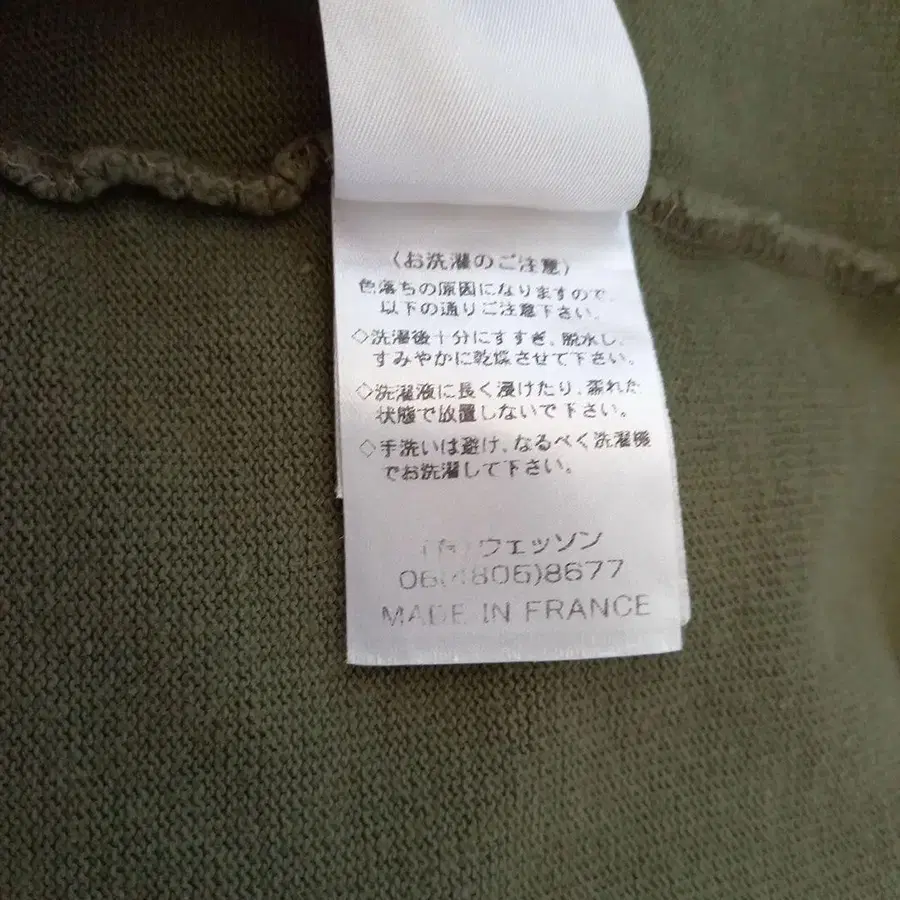 (お洗濯のご注意)
色落ちの原因になりますので、
以下の通りご注意下さい。
◇洗濯後十分にすすぎ、脱水し、
すみやかに乾燥させて下さい。
◇洗濯液に長く浸けたり、濡れた
状態で放置しないで下さい。
◇手洗いは避け、なるべく洗濯機
でお洗濯して下さい。
(有)ウェッソン
06(4806)8677
MADE IN FRANCE